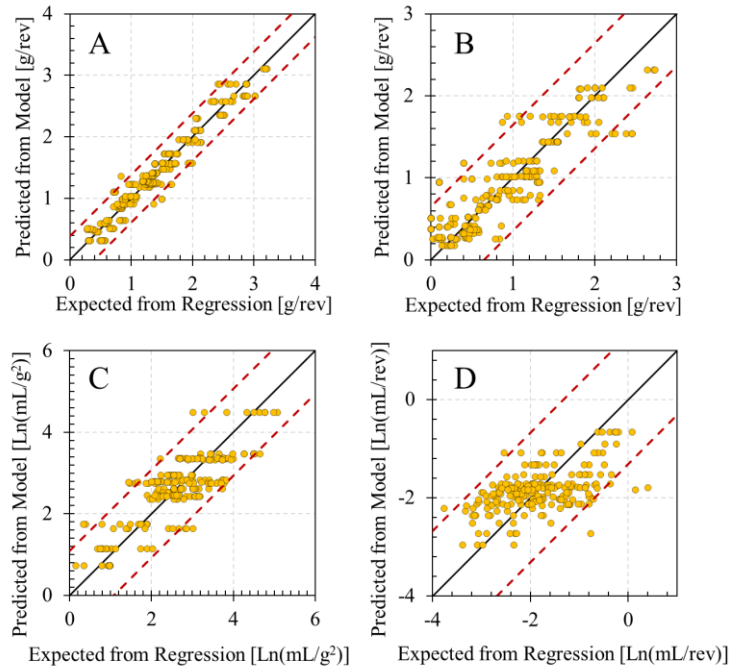 A
Predicted from Model [g/rev]
4
3
2
1
0
0 1 2 3 4
Expected from Regression [g/rev]
B
Predicted from Model [g/rev]
3
2
1
0
0 1 2 3
Expected from Regression [g/rev]
C
Predicted from Model [Ln(mL/g²)]
6
4
2
0
0 2 4 6
Expected from Regression [Ln(mL/g²)]
D
Predicted from Model [Ln(mL/rev)]
0
-2
-4
-4 -2 0
Expected from Regression [Ln(mL/rev)]